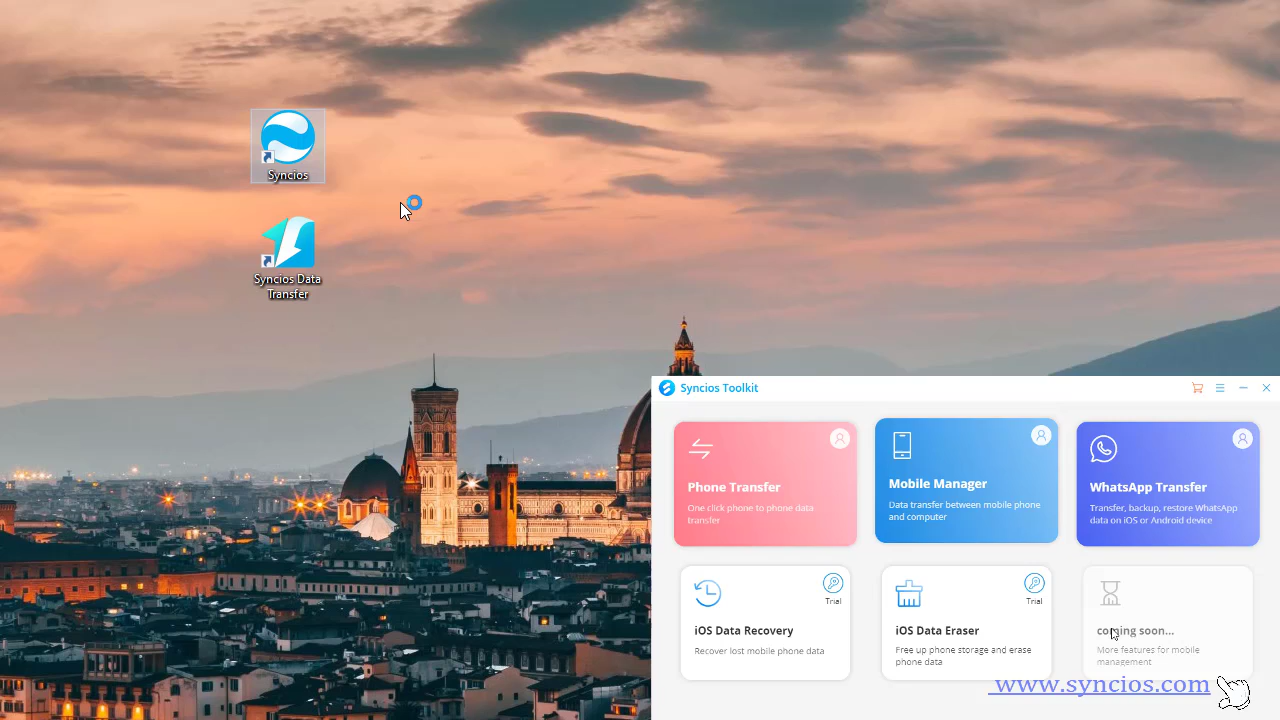 Syncios
Syncios Data
Transfer
Syncios Toolkit
Phone Transfer
One click phone to phone data
transfer
Mobile Manager
Data transfer between mobile phone
and computer
WhatsApp Transfer
Transfer, backup, restore WhatsApp
data on iOS or Android device
Trial
iOS Data Recovery
Recover lost mobile phone data
Trial
iOS Data Eraser
Free up phone storage and erase
phone data
coming soon...
More features for mobile
management
www.syncios.com